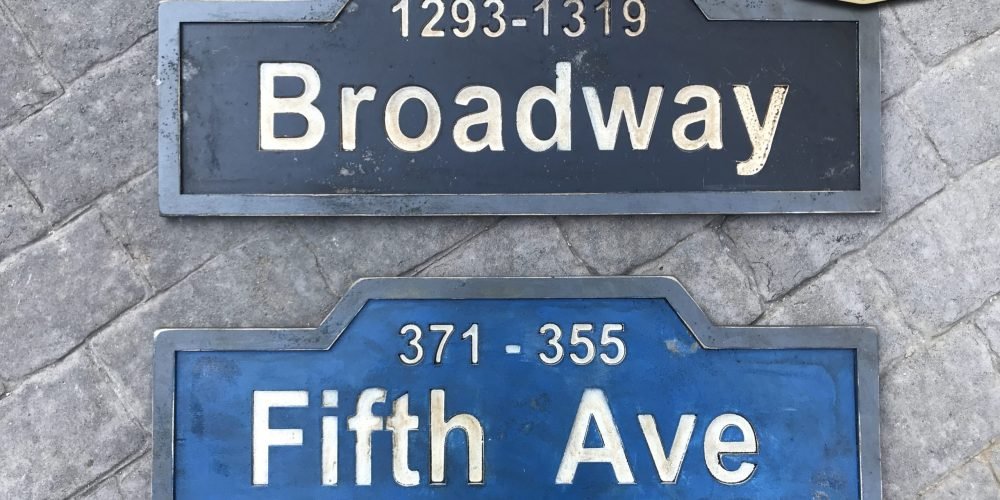 1293-1319
Broadway
371 - 355
Fifth Ave